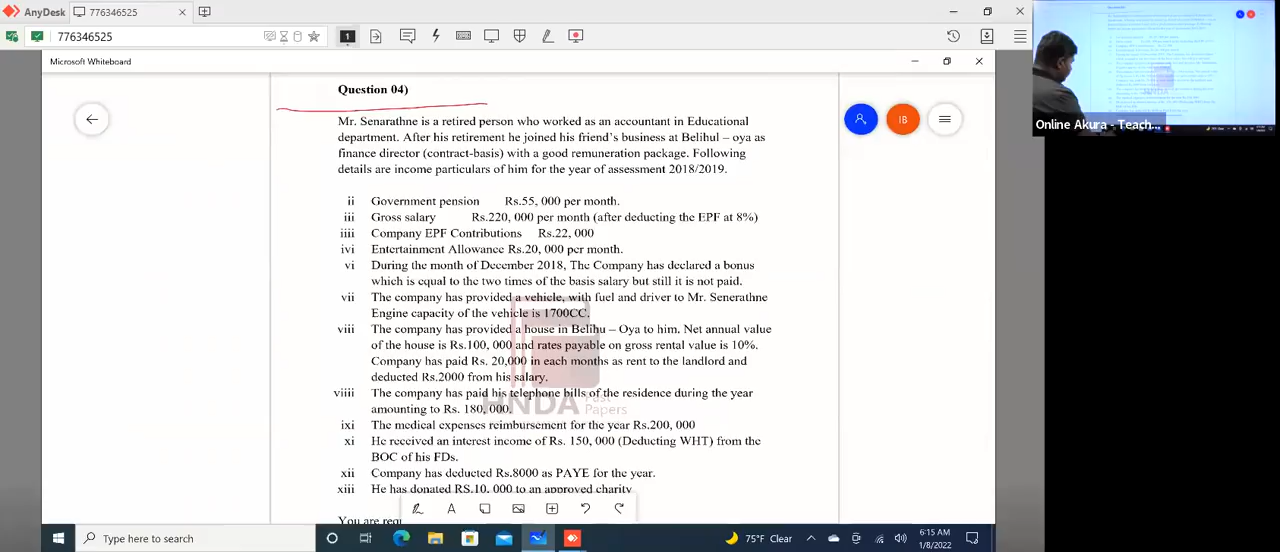 AnyDesk
776346525
776346525
1
Microsoft Whiteboard
Question 04)
Mr. Senerathne is a retired person who worked as an accountant in Educational
Department. After retirement he joined his friend's business at Belihul – oya as
finance director (contract-basis) with a good remuneration package. Following
details are income particulars of him for the year of assessment 2018/2019.
ii Government pension Rs.55, 000 per month.
iii Gross salary Rs.220, 000 per month (after deducting the EPF at 8%)
iiii Company EPF Contributions Rs.22, 000
ivi Entertainment Allowance Rs.20, 000 per month.
vi During the month of December 2018, The Company has declared a bonus
which is equal to the two times of the basis salary but still it is not paid.
vii The company has provided a vehicle, with fuel and driver to Mr. Senerathne
Engine capacity of the vehicle is 1700CC.
viii The company has provided a house in Belihu – Oya to him. Net annual value
of the house is Rs.100, 000 and rates payable on gross rental value is 10%.
Company has paid Rs. 20,000 in each months as rent to the landlord and
deducted Rs.2000 from his salary.
viiii The company has paid his telephone bills of the residence during the year
amounting to Rs. 180, 000.
ixi The medical expenses reimbursement for the year Rs.200, 000
xi He received an interest income of Rs. 150, 000 (Deducting WHT) from the
BOC of his FDs.
xii Company has deducted Rs.8000 as PAYE for the year.
xiii He has donated RS.10, 000 to an approved charity
You are requ
HNDA Past Papers
IB
Online Akura - Teach...
Type here to search
75°F Clear
6:15 AM
1/8/2022